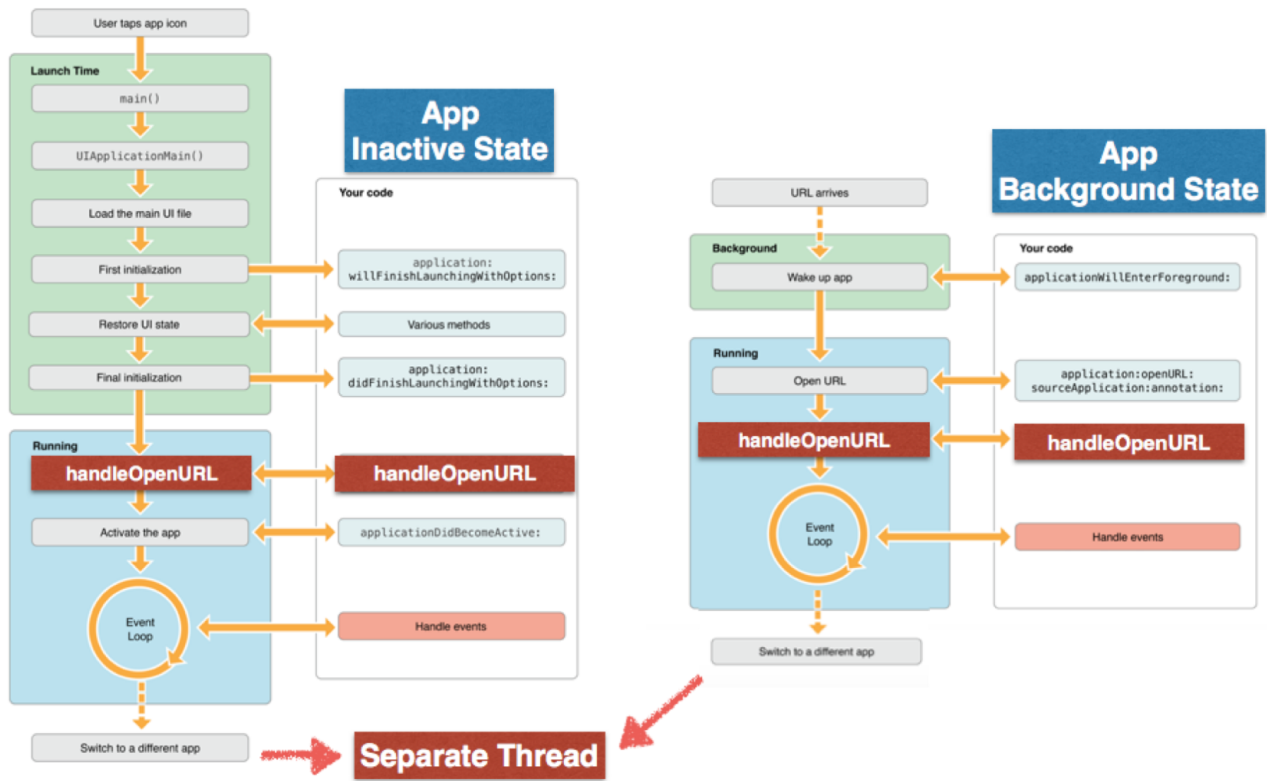 User taps app icon
Launch Time
main()
UIApplicationMain()
Load the main UI file
First initialization
Restore UI state
Final initialization
Running
handleOpenURL
Activate the app
Event
Loop
Switch to a different app
App
Inactive State
Your code
application:
willFinishLaunchingWithOptions:
Various methods
application:
didFinishLaunchingWithOptions:
handleOpenURL
applicationDidBecomeActive:
Handle events
Separate Thread
URL arrives
Background
Wake up app
Running
Open URL
handleOpenURL
Event
Loop
Switch to a different app
App
Background State
Your code
applicationWillEnterForeground:
application:openURL:
sourceApplication:annotation:
handleOpenURL
Handle events